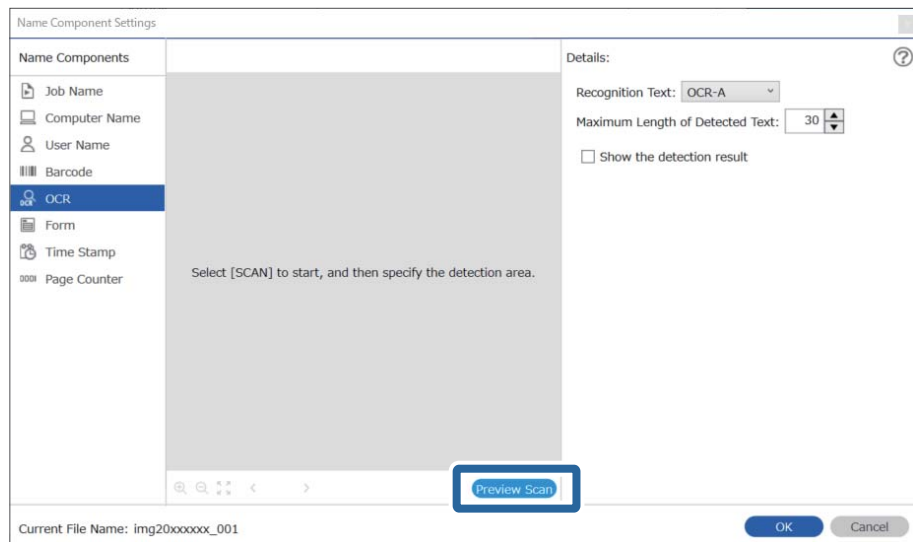 Name Component Settings
Name Components
Job Name
Computer Name
User Name
Barcode
OCR
OCR
Form
Time Stamp
Page Counter
Select [SCAN] to start, and then specify the detection area.
Preview Scan
Details:
Recognition Text: OCR-A
Maximum Length of Detected Text: 30
Show the detection result
Current File Name: img20xxxxxx_001
OK Cancel